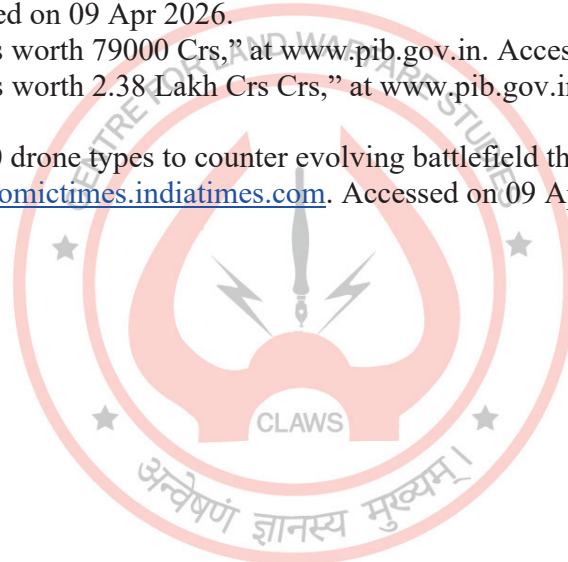 ed on 09 Apr 2026.
s worth 79000 Crs,” at www.pib.gov.in. Acces
s worth 2.38 Lakh Crs Crs,” at www.pib.gov.i
drone types to counter evolving battlefield th
omictimes.indiatimes.com. Accessed on 09 A
CENTRE FOR LAND WARFARE STUDIES
CLAWS
अन्वेषणं ज्ञानस्य मुख्यम्।